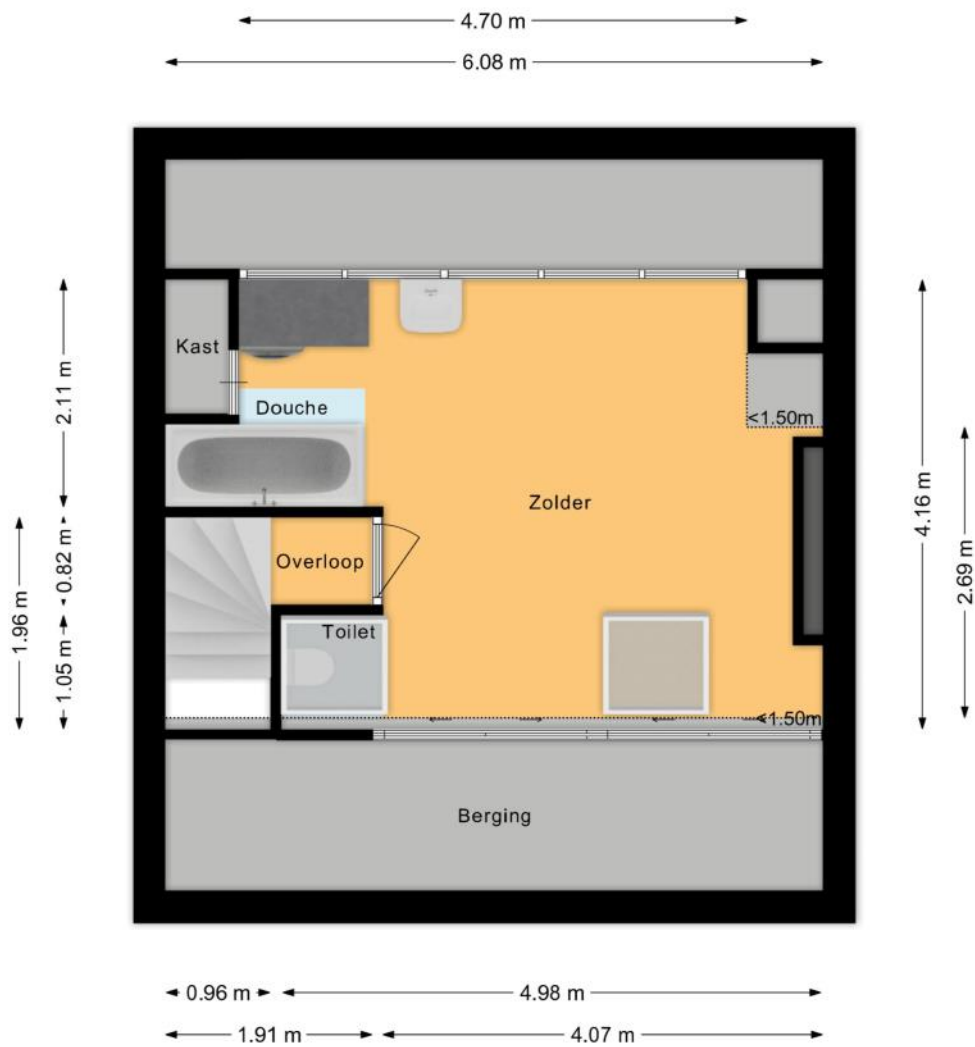 4.70 m
6.08 m
Kast
Douche
<1.50m
Zolder
Overloop
Toilet
<1.50m
Berging
2.11 m
0.82 m
1.05 m
1.96 m
4.16 m
2.69 m
0.96 m
4.98 m
1.91 m
4.07 m